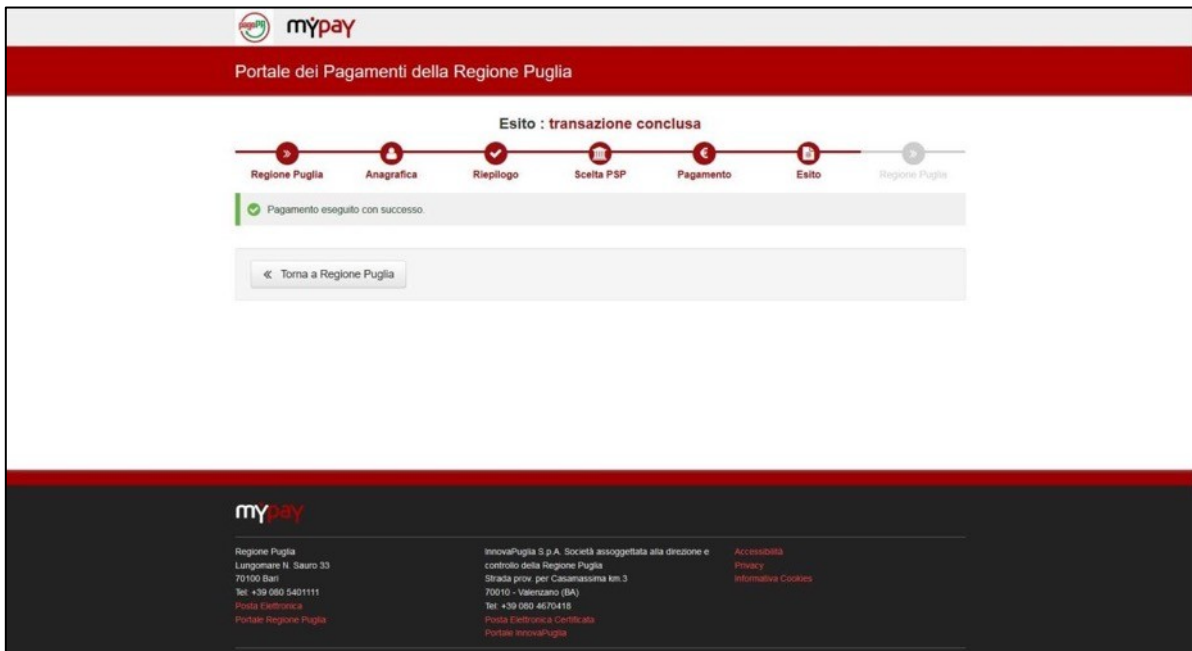 pagoPA mypay
Portale dei Pagamenti della Regione Puglia
Esito : transazione conclusa
Regione Puglia Anagrafica Riepilogo Scelta PSP Pagamento Esito Regione Puglia
Pagamento eseguito con successo.
« Torna a Regione Puglia
mypay
Regione Puglia
Lungomare N. Sauro 33
70100 Bari
Tel: +39 080 5401111
Posta Elettronica
Portale Regione Puglia
InnovaPuglia S.p.A. Società assoggettata alla direzione e
controllo della Regione Puglia
Strada prov. per Casamassima km.3
70010 - Valenzano (BA)
Tel: +39 080 4670418
Posta Elettronica Certificata
Portale InnovaPuglia
Accessibilità
Privacy
Informativa Cookies